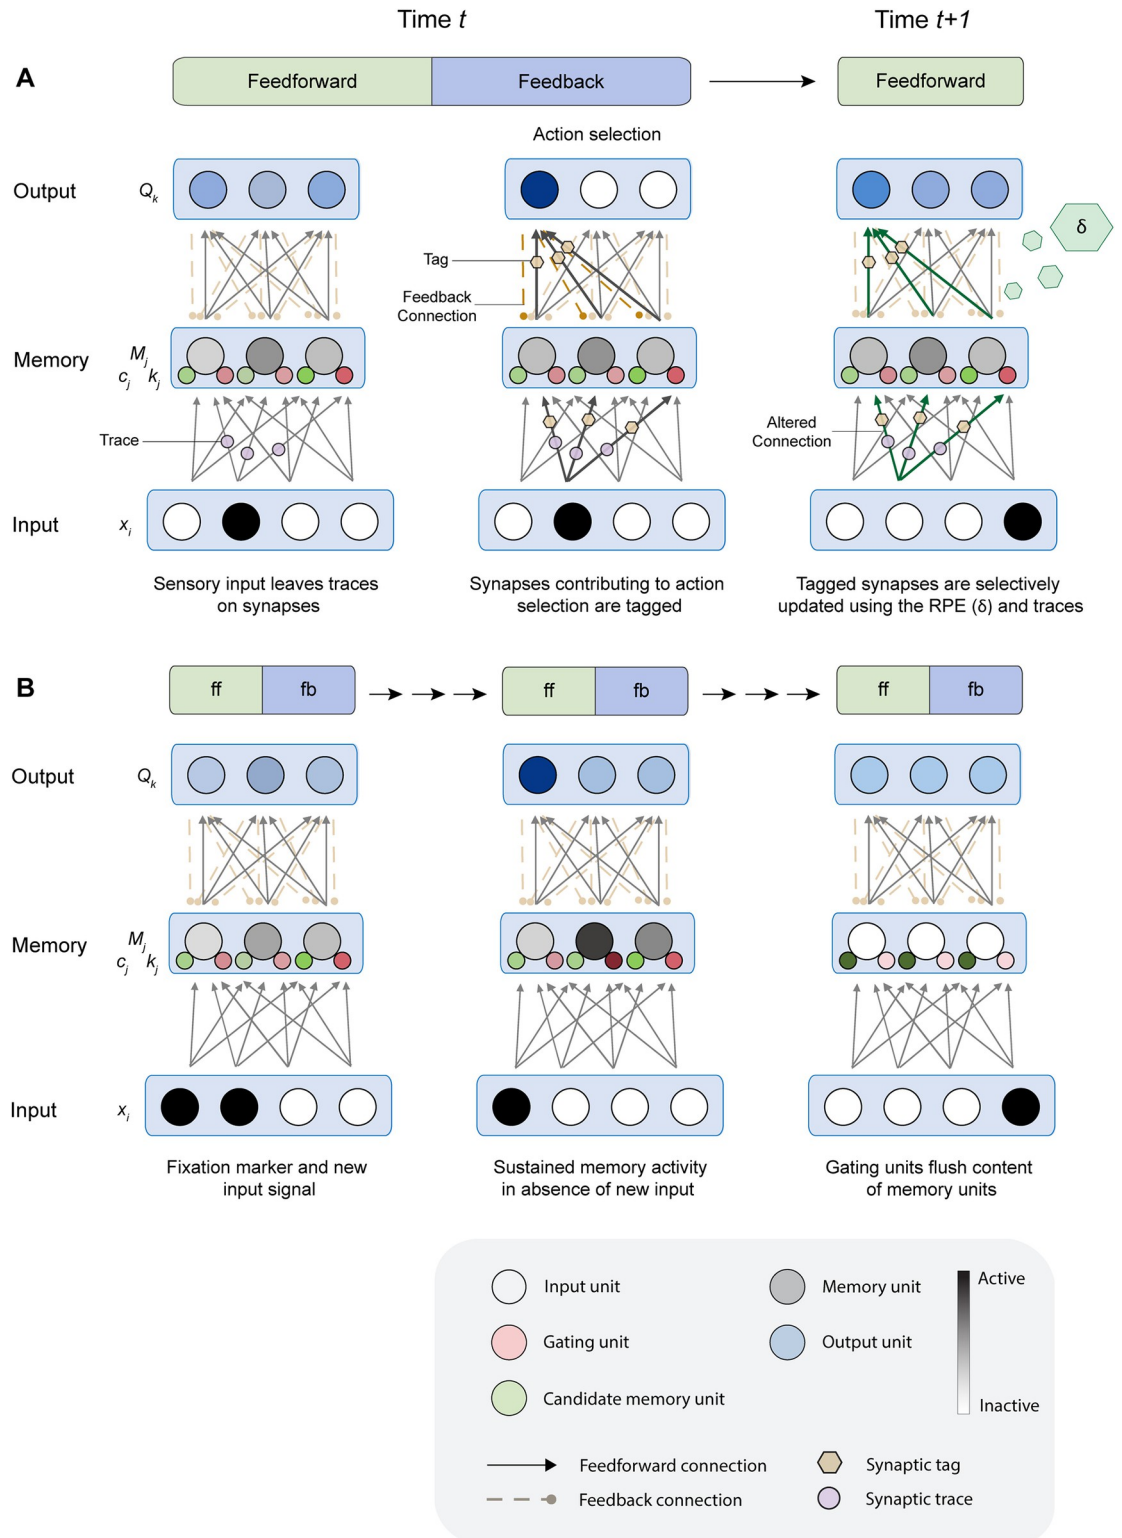 Time t
Time t+1
A
Feedforward
Feedback
Feedforward
Action selection
Output
Qk
δ
Tag
Feedback
Connection
Memory
Mj
cj kj
Trace
Altered
Connection
Input
xi
Sensory input leaves traces
on synapses
Synapses contributing to action
selection are tagged
Tagged synapses are selectively
updated using the RPE (δ) and traces
B
ff
fb
ff
fb
ff
fb
Output
Qk
Memory
Mj
cj kj
Input
xi
Fixation marker and new
input signal
Sustained memory activity
in absence of new input
Gating units flush content
of memory units
Input unit
Memory unit
Active
Gating unit
Output unit
Candidate memory unit
Inactive
Feedforward connection
Synaptic tag
Feedback connection
Synaptic trace